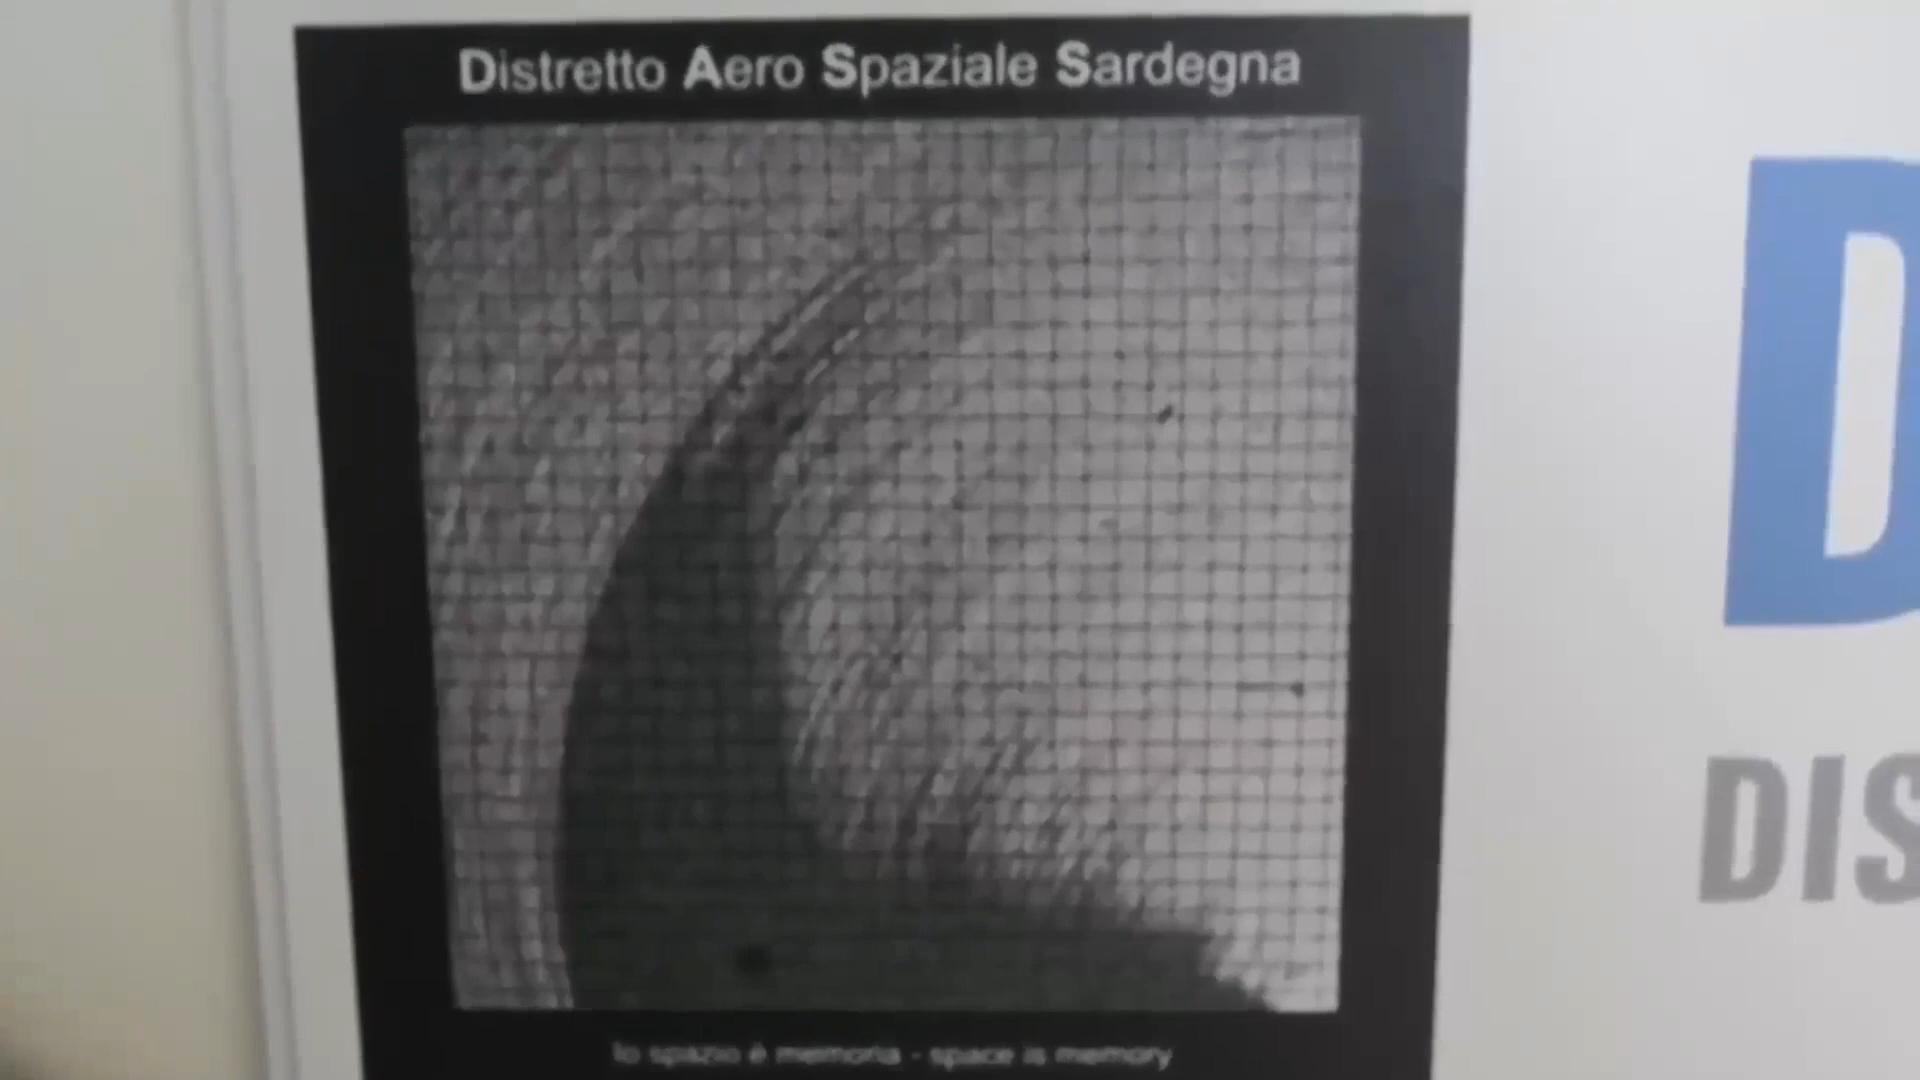 Distretto Aero Spaziale Sardegna
lo spazio è memoria - space is memory
D
DIS